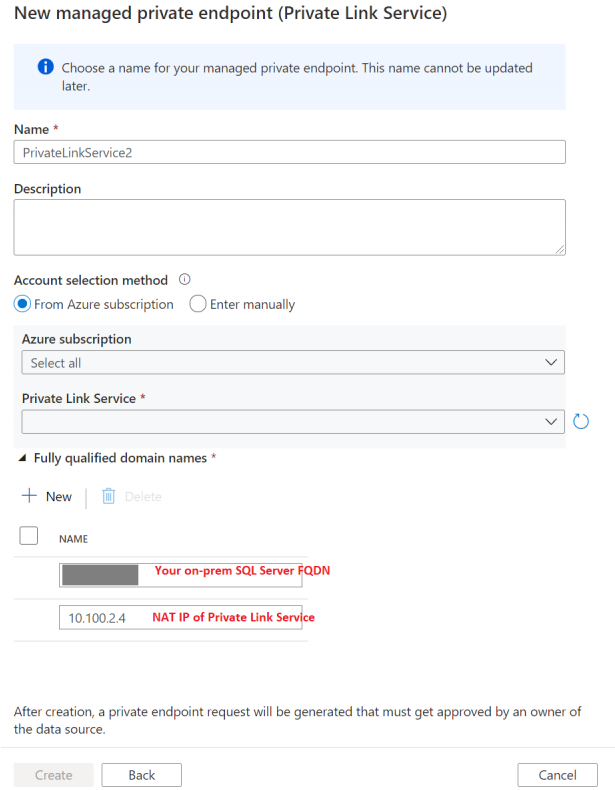 New managed private endpoint (Private Link Service)
Choose a name for your managed private endpoint. This name cannot be updated
later.
Name *
PrivateLinkService2
Description
Account selection method
From Azure subscription
Enter manually
Azure subscription
Select all
Private Link Service *
Fully qualified domain names *
New
Delete
NAME
Your on-prem SQL Server FQDN
10.100.2.4 NAT IP of Private Link Service
After creation, a private endpoint request will be generated that must get approved by an owner of
the data source.
Create
Back
Cancel